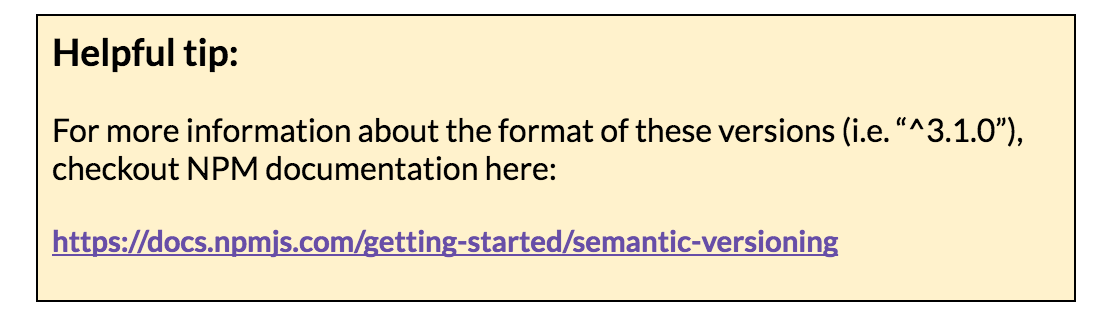 Helpful tip:
For more information about the format of these versions (i.e. “^3.1.0”),
checkout NPM documentation here:
https://docs.npmjs.com/getting-started/semantic-versioning